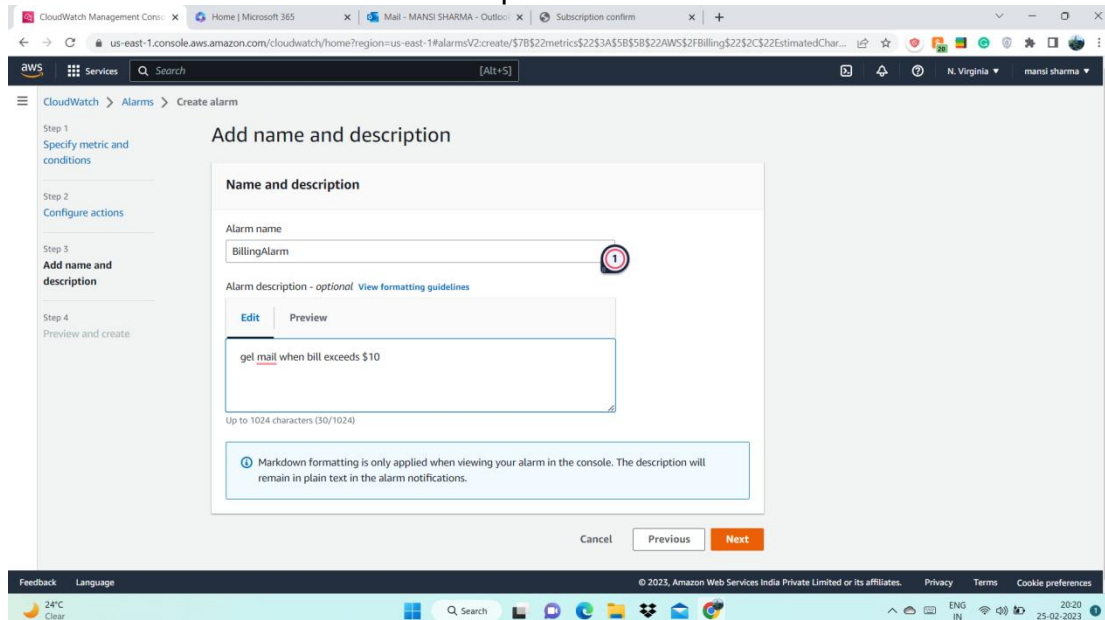 CloudWatch Management Consc
Home | Microsoft 365
Mail - MANSI SHARMA - Outlool
Subscription confirm
us-east-1.console.aws.amazon.com/cloudwatch/home?region=us-east-1#alarmsV2:create/$7B$22metrics$22$3A$5B$5B$22AWS$2FBilling$22$2C$22EstimatedChar...
20
aws
Services
Search
[Alt+S]
N. Virginia
mansi sharma
CloudWatch > Alarms > Create alarm
Step 1
Specify metric and
conditions
Step 2
Configure actions
Step 3
Add name and
description
Step 4
Preview and create
Add name and description
Name and description
Alarm name
BillingAlarm
1
Alarm description - optional View formatting guidelines
Edit
Preview
gel mail when bill exceeds $10
Up to 1024 characters (30/1024)
Markdown formatting is only applied when viewing your alarm in the console. The description will
remain in plain text in the alarm notifications.
Cancel
Previous
Next
Feedback
Language
© 2023, Amazon Web Services India Private Limited or its affiliates.
Privacy
Terms
Cookie preferences
24°C
Clear
Search
ENG
IN
20:20
25-02-2023
1